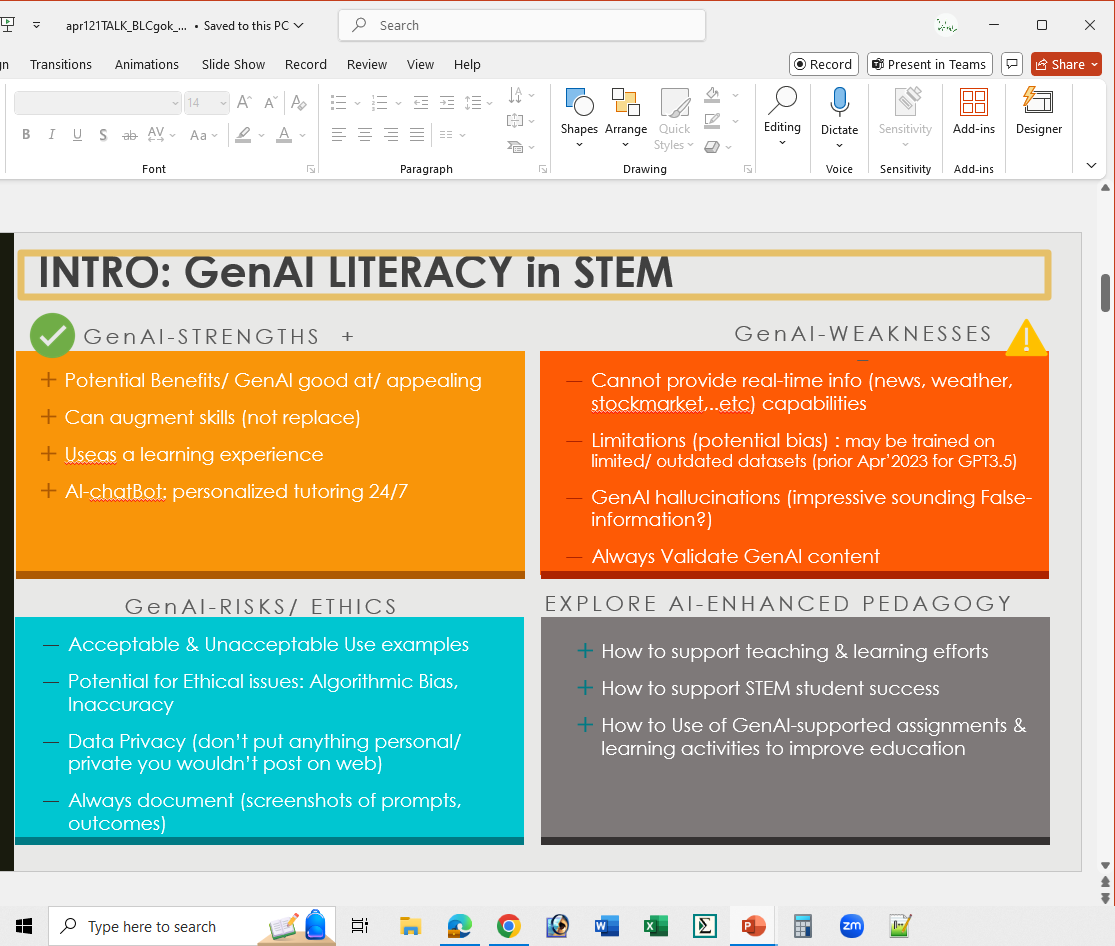 apr121TALK_BLCgok_... • Saved to this PC
Search
Transitions Animations Slide Show Record Review View Help
Record Present in Teams Share
14
A A A
B I U S ab AV Aa A
Shapes Arrange Quick Styles
Editing
Dictate
Sensitivity
Add-ins
Designer
Font Paragraph Drawing Voice Sensitivity Add-ins
INTRO: GenAI LITERACY in STEM
GenAI-STRENGTHS +
+ Potential Benefits/ GenAI good at/ appealing
+ Can augment skills (not replace)
+ Useas a learning experience
+ AI-chatBot: personalized tutoring 24/7
GenAI-WEAKNESSES
_
— Cannot provide real-time info (news, weather,
stockmarket,..etc) capabilities
— Limitations (potential bias) : may be trained on
limited/ outdated datasets (prior Apr’2023 for GPT3.5)
— GenAI hallucinations (impressive sounding False-
information?)
— Always Validate GenAI content
GenAI-RISKS/ ETHICS
— Acceptable & Unacceptable Use examples
— Potential for Ethical issues: Algorithmic Bias,
Inaccuracy
— Data Privacy (don’t put anything personal/
private you wouldn’t post on web)
— Always document (screenshots of prompts,
outcomes)
EXPLORE AI-ENHANCED PEDAGOGY
+ How to support teaching & learning efforts
+ How to support STEM student success
+ How to Use of GenAI-supported assignments &
learning activities to improve education
Type here to search
W X Σ P zm